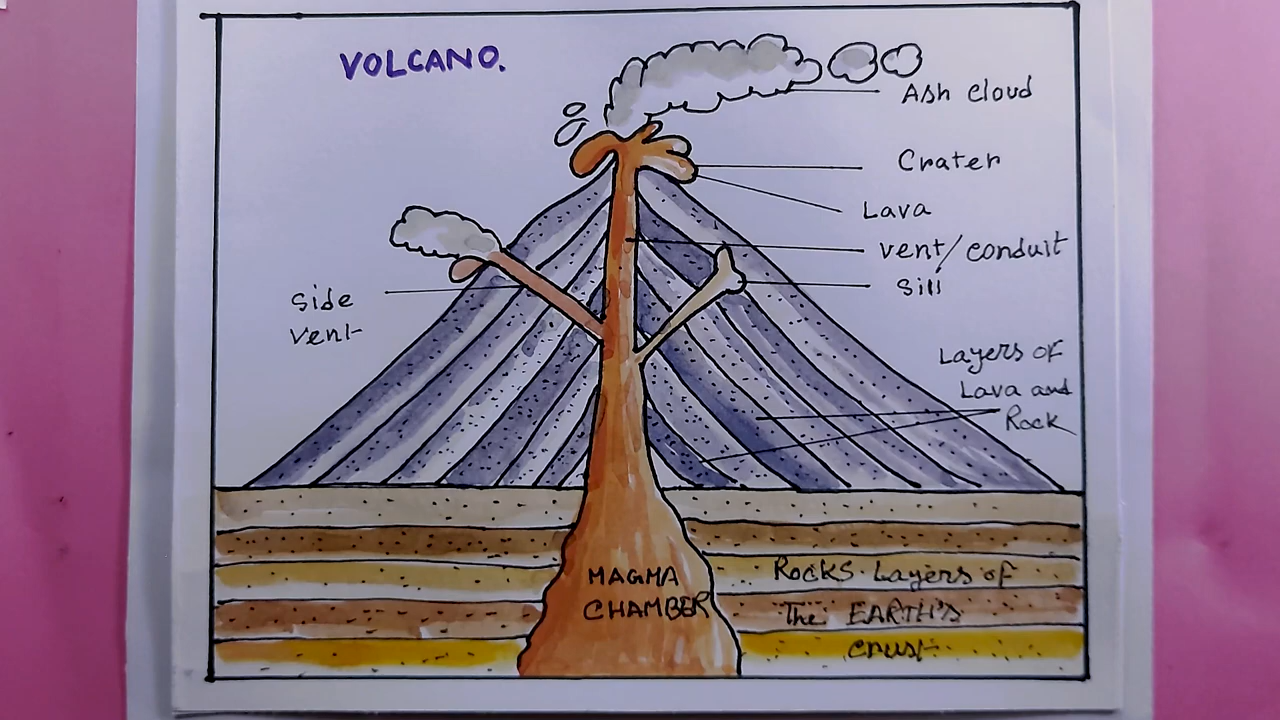 VOLCANO.
Ash cloud
Crater
Lava
vent/conduit
Sill
Side
vent
Layers of
Lava and
Rock
MAGMA
CHAMBER
Rocks Layers of
The EARTH'S
crust